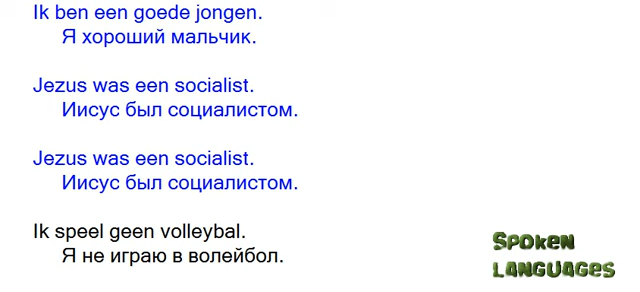 Ik ben een goede jongen.
Я хороший мальчик.
Jezus was een socialist.
Иисус был социалистом.
Jezus was een socialist.
Иисус был социалистом.
Ik speel geen volleybal.
Я не играю в волейбол.
Spoken
Languages